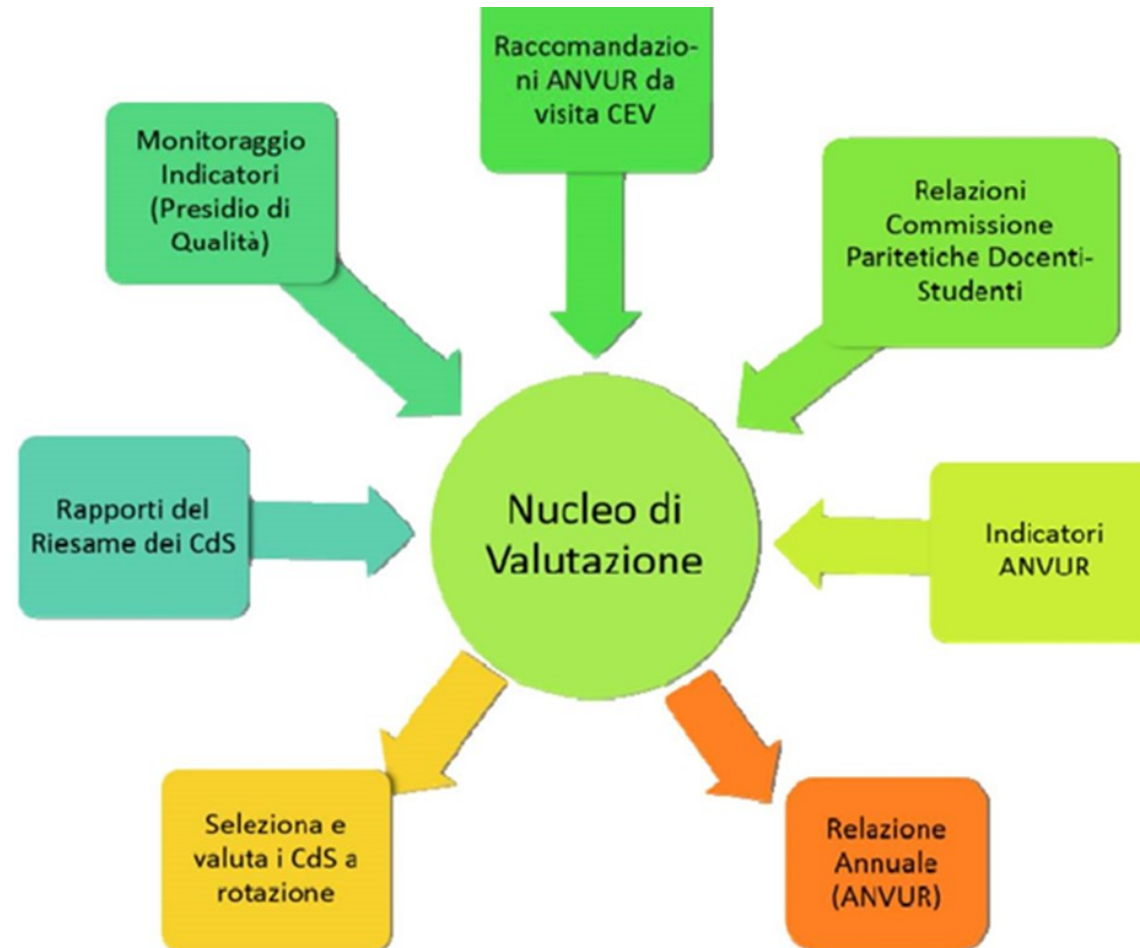 Raccomandazio-
ni ANVUR da
visita CEV
Monitoraggio
Indicatori
(Presidio di
Qualità)
Relazioni
Commissione
Paritetiche Docenti-
Studenti
Rapporti del
Riesame dei CdS
Nucleo di
Valutazione
Indicatori
ANVUR
Seleziona e
valuta i CdS a
rotazione
Relazione
Annuale
(ANVUR)